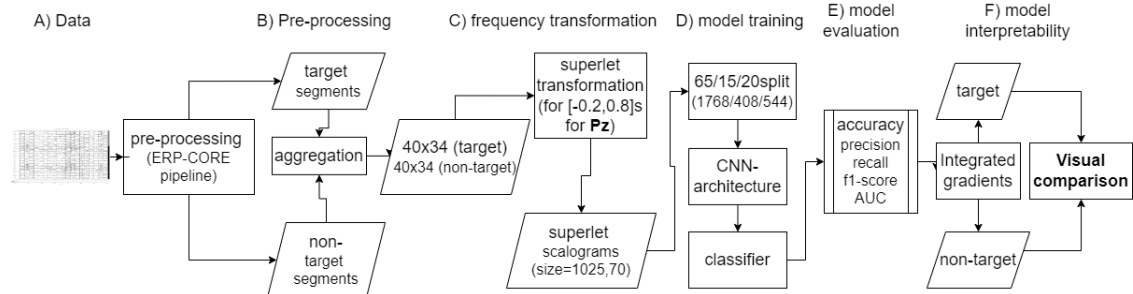 A) Data
B) Pre-processing
C) frequency transformation
D) model training
E) model
evaluation
F) model
interpretability
pre-processing
(ERP-CORE
pipeline)
target
segments
aggregation
non-
target
segments
40x34 (target)
40x34 (non-target)
superlet
transformation
(for [-0.2,0.8]s
for Pz)
superlet
scalograms
(size=1025,70)
65/15/20split
(1768/408/544)
CNN-
architecture
classifier
accuracy
precision
recall
f1-score
AUC
target
Integrated
gradients
non-target
Visual
comparison